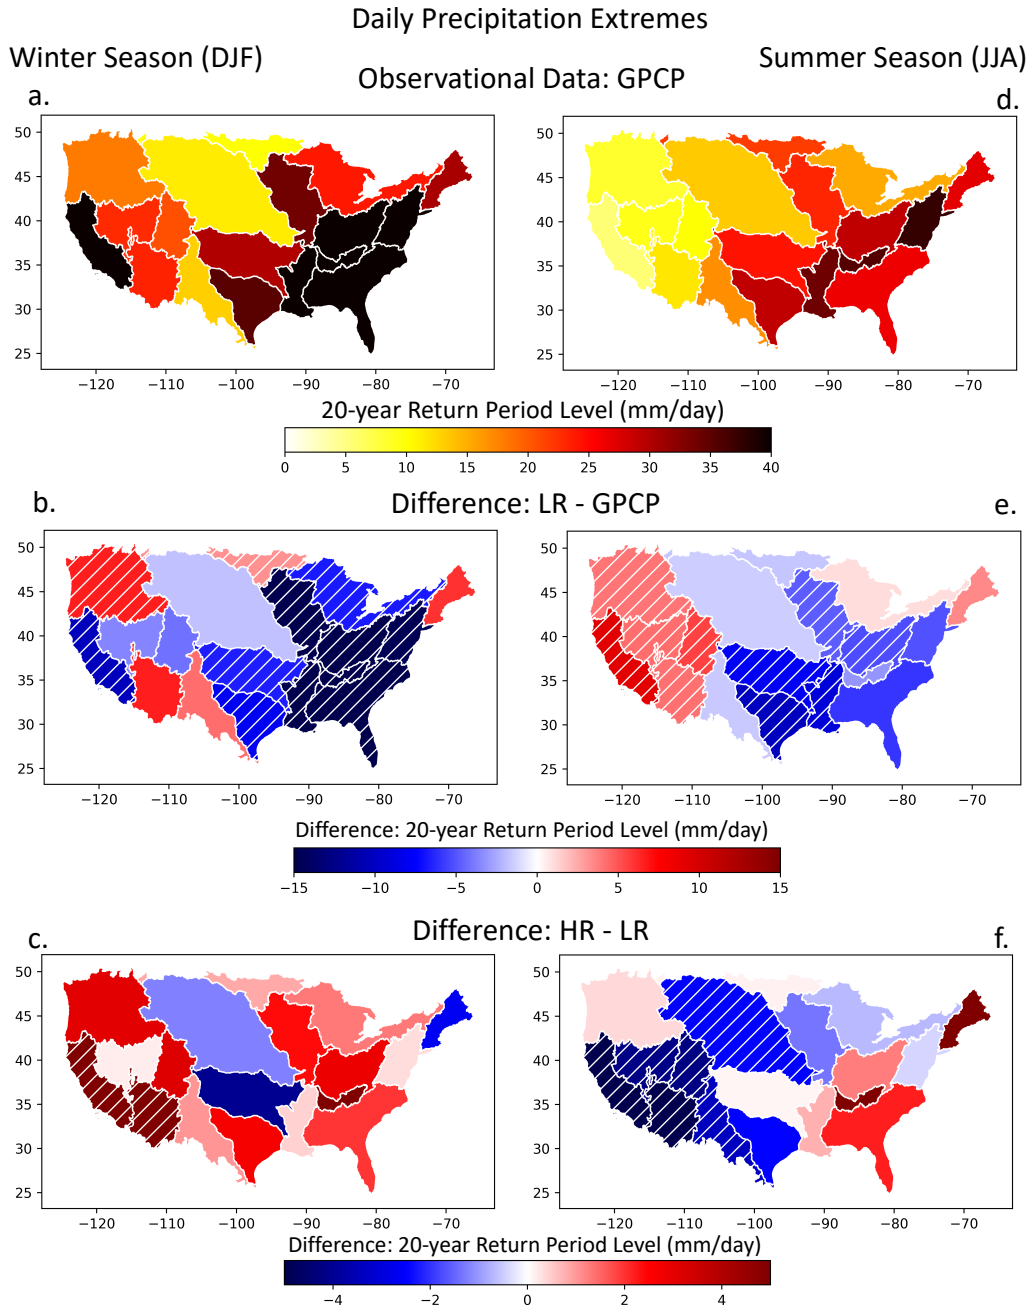 Daily Precipitation Extremes
Winter Season (DJF)
Summer Season (JJA)
Observational Data: GPCP
a.
d.
50
45
40
35
30
25
−120 −110 −100 −90 −80 −70
50
45
40
35
30
25
−120 −110 −100 −90 −80 −70
20-year Return Period Level (mm/day)
0 5 10 15 20 25 30 35 40
b.
Difference: LR - GPCP
e.
50
45
40
35
30
25
−120 −110 −100 −90 −80 −70
50
45
40
35
30
25
−120 −110 −100 −90 −80 −70
Difference: 20-year Return Period Level (mm/day)
−15 −10 −5 0 5 10 15
c.
Difference: HR - LR
f.
50
45
40
35
30
25
−120 −110 −100 −90 −80 −70
50
45
40
35
30
25
−120 −110 −100 −90 −80 −70
Difference: 20-year Return Period Level (mm/day)
−4 −2 0 2 4